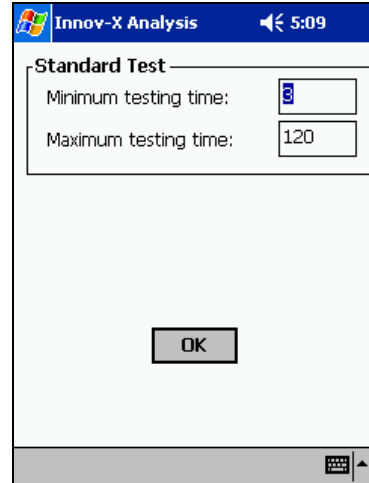 Innov-X Analysis 5:09
Standard Test
Minimum testing time: 3
Maximum testing time: 120
OK